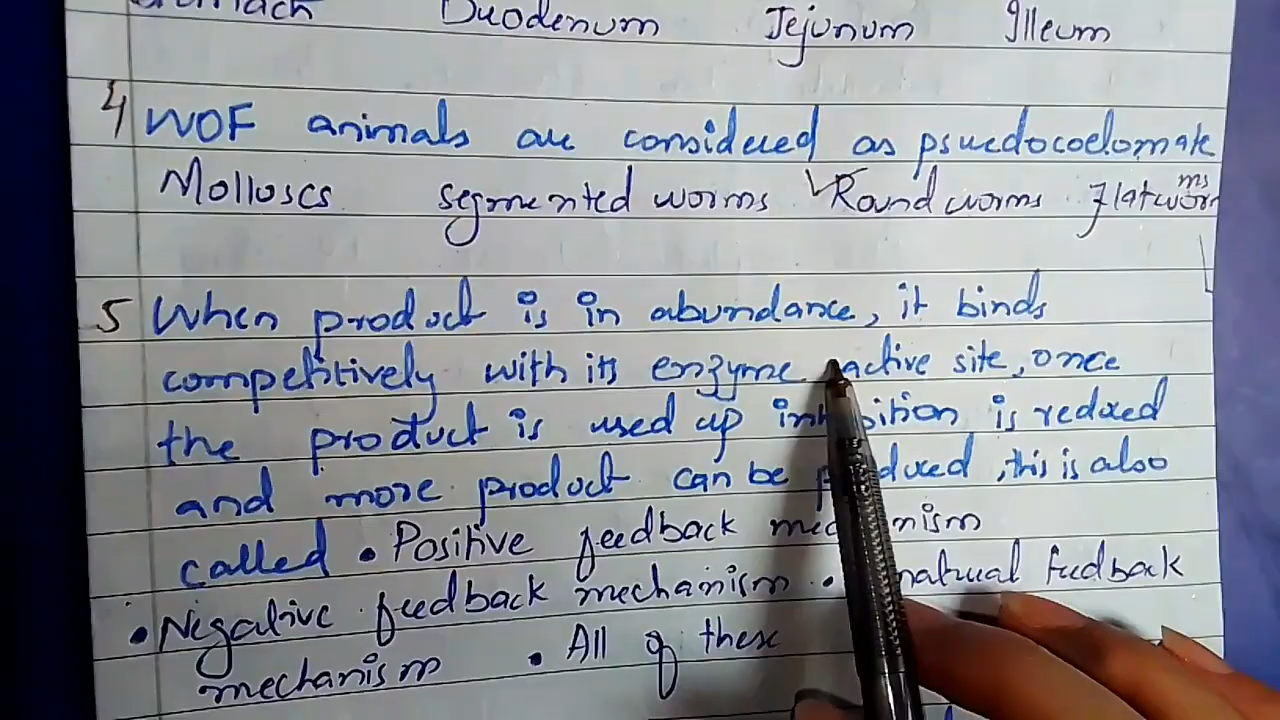 Duodenum Jejunum Illeum
4 WOF animals are considered as psuedocoelomate
Molluscs segmented worms Round worms Flatworms
5 When product is in abundance, it binds
competitively with its enzyme active site, once
the product is used up inhibition is reduced
and more product can be produced, this is also
called • Positive feedback mechanism
• Negative feedback mechanism • natural feedback
mechanism • All of these